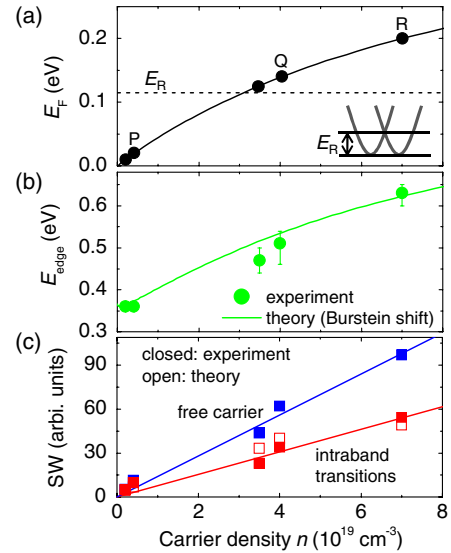 (a)
0.2
0.1
0.0
E_F (eV)
P
Q
R
E_R
E_R
(b)
0.6
0.5
0.4
0.3
E_edge (eV)
experiment
theory (Burstein shift)
(c)
90
60
30
0
SW (arbi. units)
closed: experiment
open: theory
free carrier
intraband
transitions
0 2 4 6 8
Carrier density n (10^19 cm^-3)